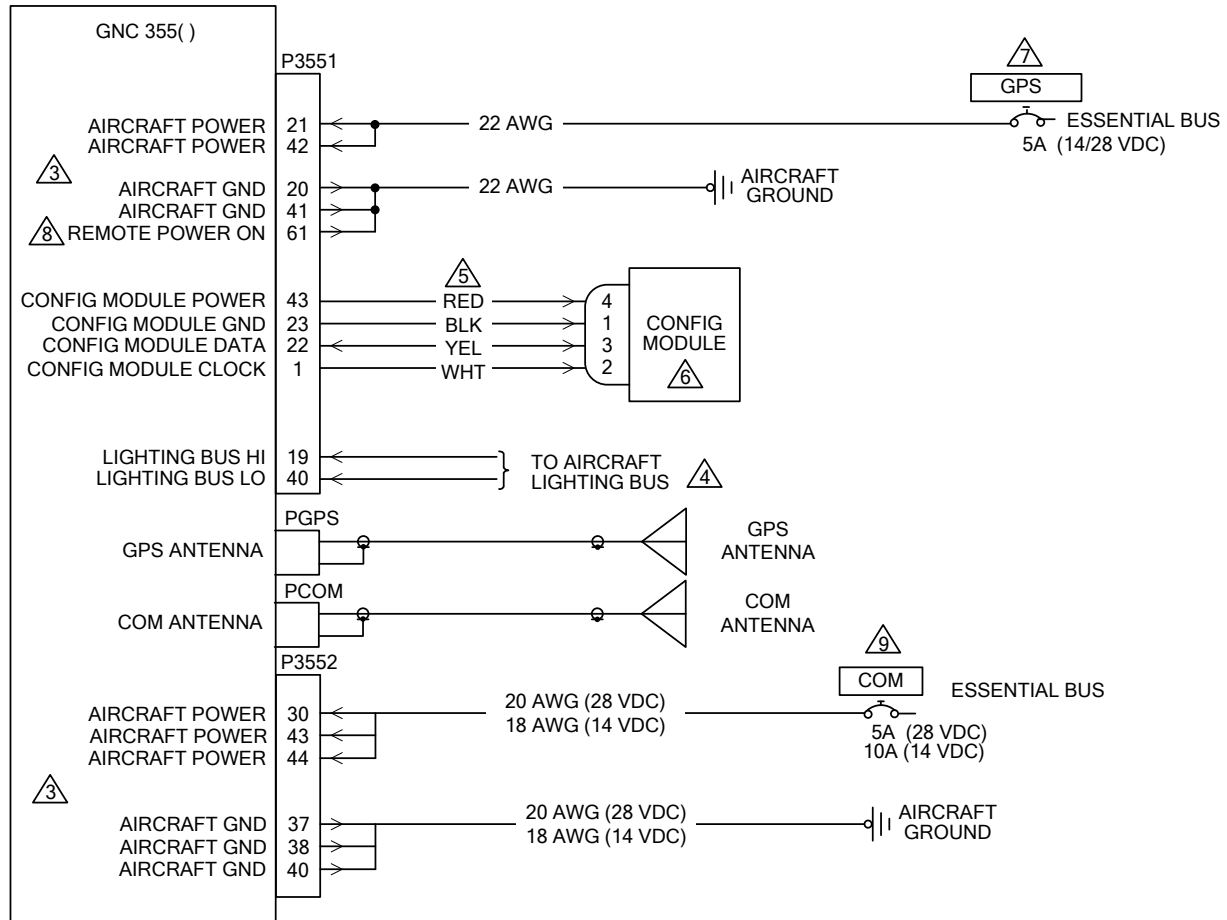 GNC 355( )
P3551
7
GPS
AIRCRAFT POWER 21 22 AWG ESSENTIAL BUS
AIRCRAFT POWER 42 5A (14/28 VDC)
3
AIRCRAFT GND 20 22 AWG AIRCRAFT
AIRCRAFT GND 41 GROUND
8 REMOTE POWER ON 61
5
CONFIG MODULE POWER 43 RED 4
CONFIG MODULE GND 23 BLK 1 CONFIG
CONFIG MODULE DATA 22 YEL 3 MODULE
CONFIG MODULE CLOCK 1 WHT 2 6
LIGHTING BUS HI 19 TO AIRCRAFT
LIGHTING BUS LO 40 LIGHTING BUS 4
PGPS
GPS ANTENNA
GPS
ANTENNA
PCOM
COM ANTENNA
COM
ANTENNA
P3552
9
COM ESSENTIAL BUS
AIRCRAFT POWER 30 20 AWG (28 VDC)
AIRCRAFT POWER 43 18 AWG (14 VDC) 5A (28 VDC)
AIRCRAFT POWER 44 10A (14 VDC)
3
AIRCRAFT GND 37 20 AWG (28 VDC) AIRCRAFT
AIRCRAFT GND 38 18 AWG (14 VDC) GROUND
AIRCRAFT GND 40